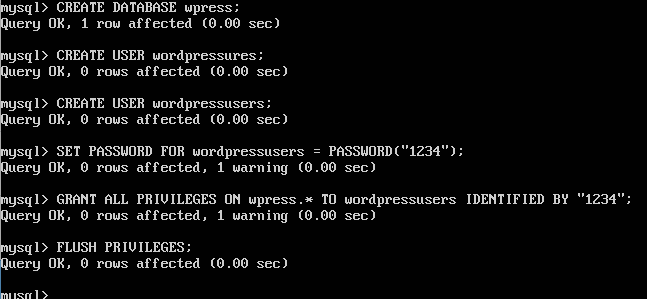 mysql> CREATE DATABASE wpress;
Query OK, 1 row affected (0.00 sec)
mysql> CREATE USER wordpressures;
Query OK, 0 rows affected (0.00 sec)
mysql> CREATE USER wordpressusers;
Query OK, 0 rows affected (0.00 sec)
mysql> SET PASSWORD FOR wordpressusers = PASSWORD("1234");
Query OK, 0 rows affected, 1 warning (0.00 sec)
mysql> GRANT ALL PRIVILEGES ON wpress.* TO wordpressusers IDENTIFIED BY "1234";
Query OK, 0 rows affected, 1 warning (0.00 sec)
mysql> FLUSH PRIVILEGES;
Query OK, 0 rows affected (0.00 sec)
mysql>